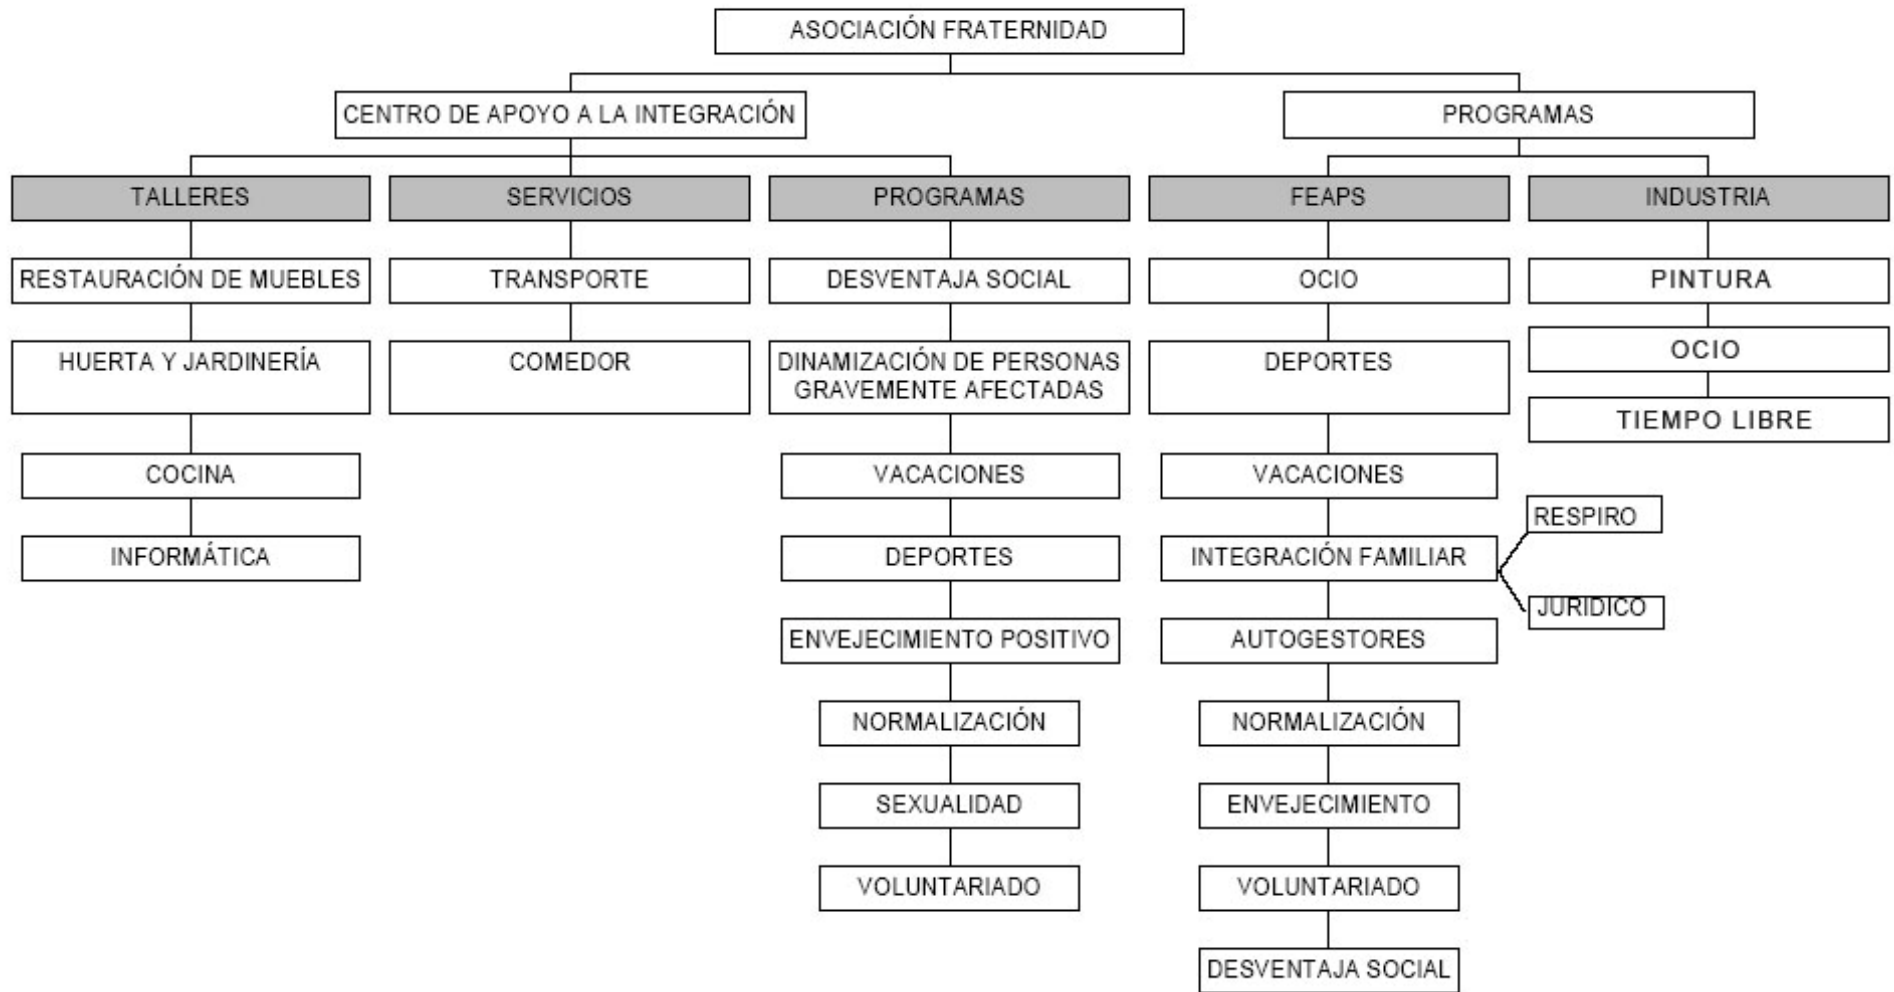 ASOCIACIÓN FRATERNIDAD
CENTRO DE APOYO A LA INTEGRACIÓN
PROGRAMAS
TALLERES
SERVICIOS
PROGRAMAS
FEAPS
INDUSTRIA
RESTAURACIÓN DE MUEBLES
TRANSPORTE
DESVENTAJA SOCIAL
OCIO
PINTURA
HUERTA Y JARDINERÍA
COMEDOR
DINAMIZACIÓN DE PERSONAS
GRAVEMENTE AFECTADAS
DEPORTES
OCIO
TIEMPO LIBRE
COCINA
VACACIONES
VACACIONES
RESPIRO
INFORMÁTICA
DEPORTES
INTEGRACIÓN FAMILIAR
JURIDICO
ENVEJECIMIENTO POSITIVO
AUTOGESTORES
NORMALIZACIÓN
NORMALIZACIÓN
SEXUALIDAD
ENVEJECIMIENTO
VOLUNTARIADO
VOLUNTARIADO
DESVENTAJA SOCIAL